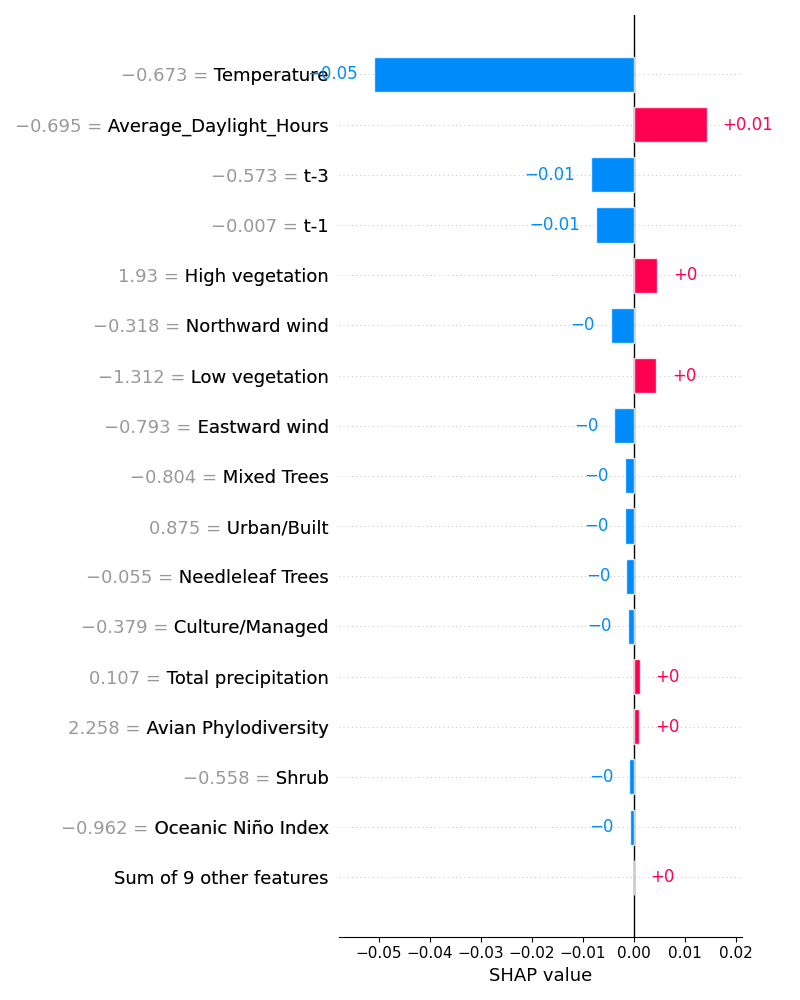 −0.673 = Temperature −0.05
−0.695 = Average_Daylight_Hours +0.01
−0.573 = t-3 −0.01
−0.007 = t-1 −0.01
1.93 = High vegetation +0
−0.318 = Northward wind −0
−1.312 = Low vegetation +0
−0.793 = Eastward wind −0
−0.804 = Mixed Trees −0
0.875 = Urban/Built −0
−0.055 = Needleleaf Trees −0
−0.379 = Culture/Managed −0
0.107 = Total precipitation +0
2.258 = Avian Phylodiversity +0
−0.558 = Shrub −0
−0.962 = Oceanic Niño Index −0
Sum of 9 other features +0
−0.05 −0.04 −0.03 −0.02 −0.01 0.00 0.01 0.02
SHAP value